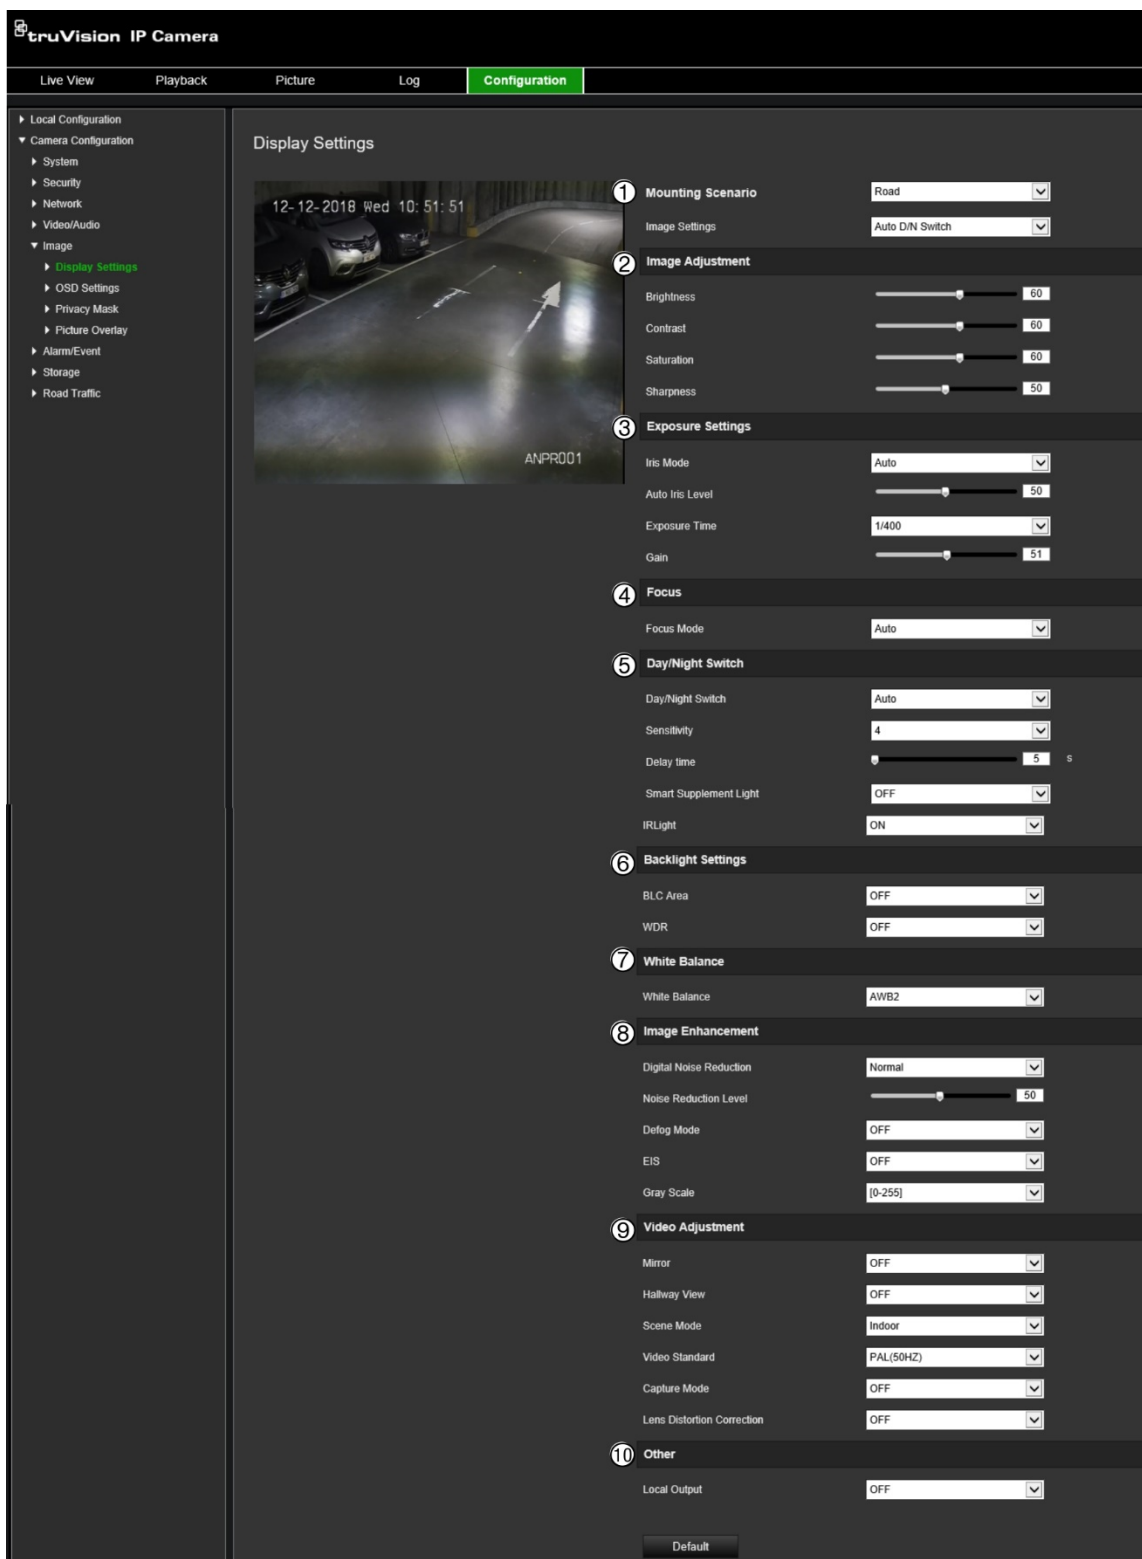 truVision IP Camera
Live View Playback Picture Log Configuration
Local Configuration
Camera Configuration
System
Security
Network
Video/Audio
Image
Display Settings
OSD Settings
Privacy Mask
Picture Overlay
Alarm/Event
Storage
Road Traffic
Display Settings
12-12-2018 Wed 10:51:51
ANPR001
1 Mounting Scenario Road
Image Settings Auto D/N Switch
2 Image Adjustment
Brightness 60
Contrast 60
Saturation 60
Sharpness 50
3 Exposure Settings
Iris Mode Auto
Auto Iris Level 50
Exposure Time 1/400
Gain 51
4 Focus
Focus Mode Auto
5 Day/Night Switch
Day/Night Switch Auto
Sensitivity 4
Delay time 5 s
Smart Supplement Light OFF
IRLight ON
6 Backlight Settings
BLC Area OFF
WDR OFF
7 White Balance
White Balance AWB2
8 Image Enhancement
Digital Noise Reduction Normal
Noise Reduction Level 50
Defog Mode OFF
EIS OFF
Gray Scale [0-255]
9 Video Adjustment
Mirror OFF
Hallway View OFF
Scene Mode Indoor
Video Standard PAL(50HZ)
Capture Mode OFF
Lens Distortion Correction OFF
10 Other
Local Output OFF
Default